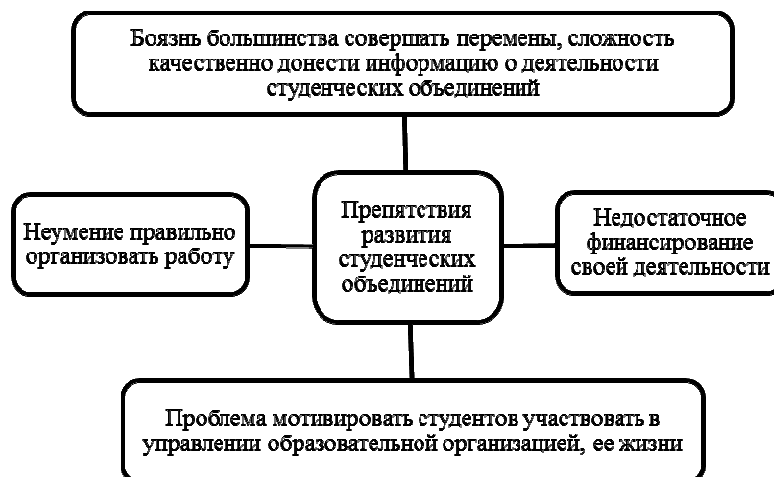 Боязнь большинства совершать перемены, сложность
качественно донести информацию о деятельности
студенческих объединений
Неумение правильно
организовать работу
Препятствия
развития
студенческих
объединений
Недостаточное
финансирование
своей деятельности
Проблема мотивировать студентов участвовать в
управлении образовательной организацией, ее жизни